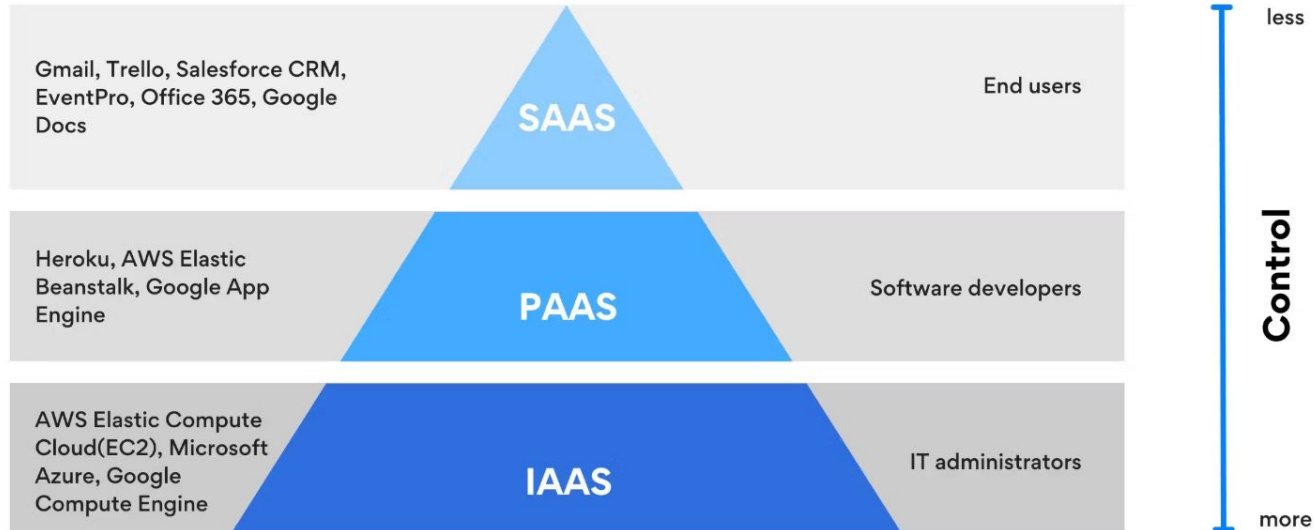 Gmail, Trello, Salesforce CRM,
EventPro, Office 365, Google
Docs
SAAS
End users
less
Heroku, AWS Elastic
Beanstalk, Google App
Engine
PAAS
Software developers
Control
AWS Elastic Compute
Cloud(EC2), Microsoft
Azure, Google
Compute Engine
IAAS
IT administrators
more